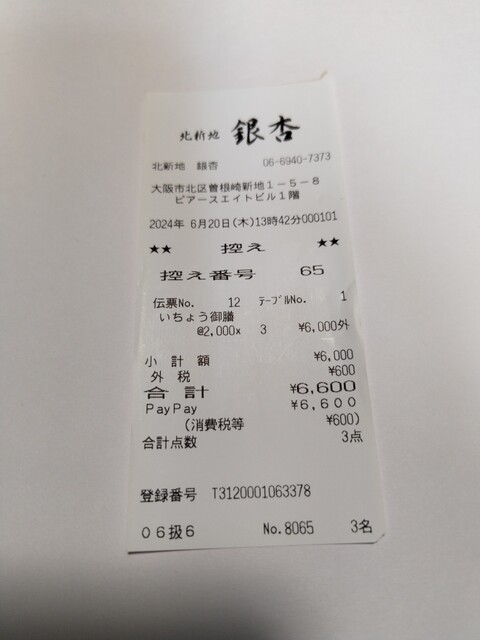 北新地 銀杏
北新地 銀杏 06-6940-7373
大阪市北区曽根崎新地1-5-8
ピアースエイトビル1階
2024年 6月20日(木)13時42分000101
★★ 控え ★★
控え番号 65
伝票No. 12 テーブルNo. 1
いちょう御膳
@2,000x 3 ¥6,000外
小計額 ¥6,000
外税 ¥600
合計 ¥6,600
PayPay ¥6,600
(消費税等 ¥600)
合計点数 3点
登録番号 T3120001063378
06扱6 No.8065 3名